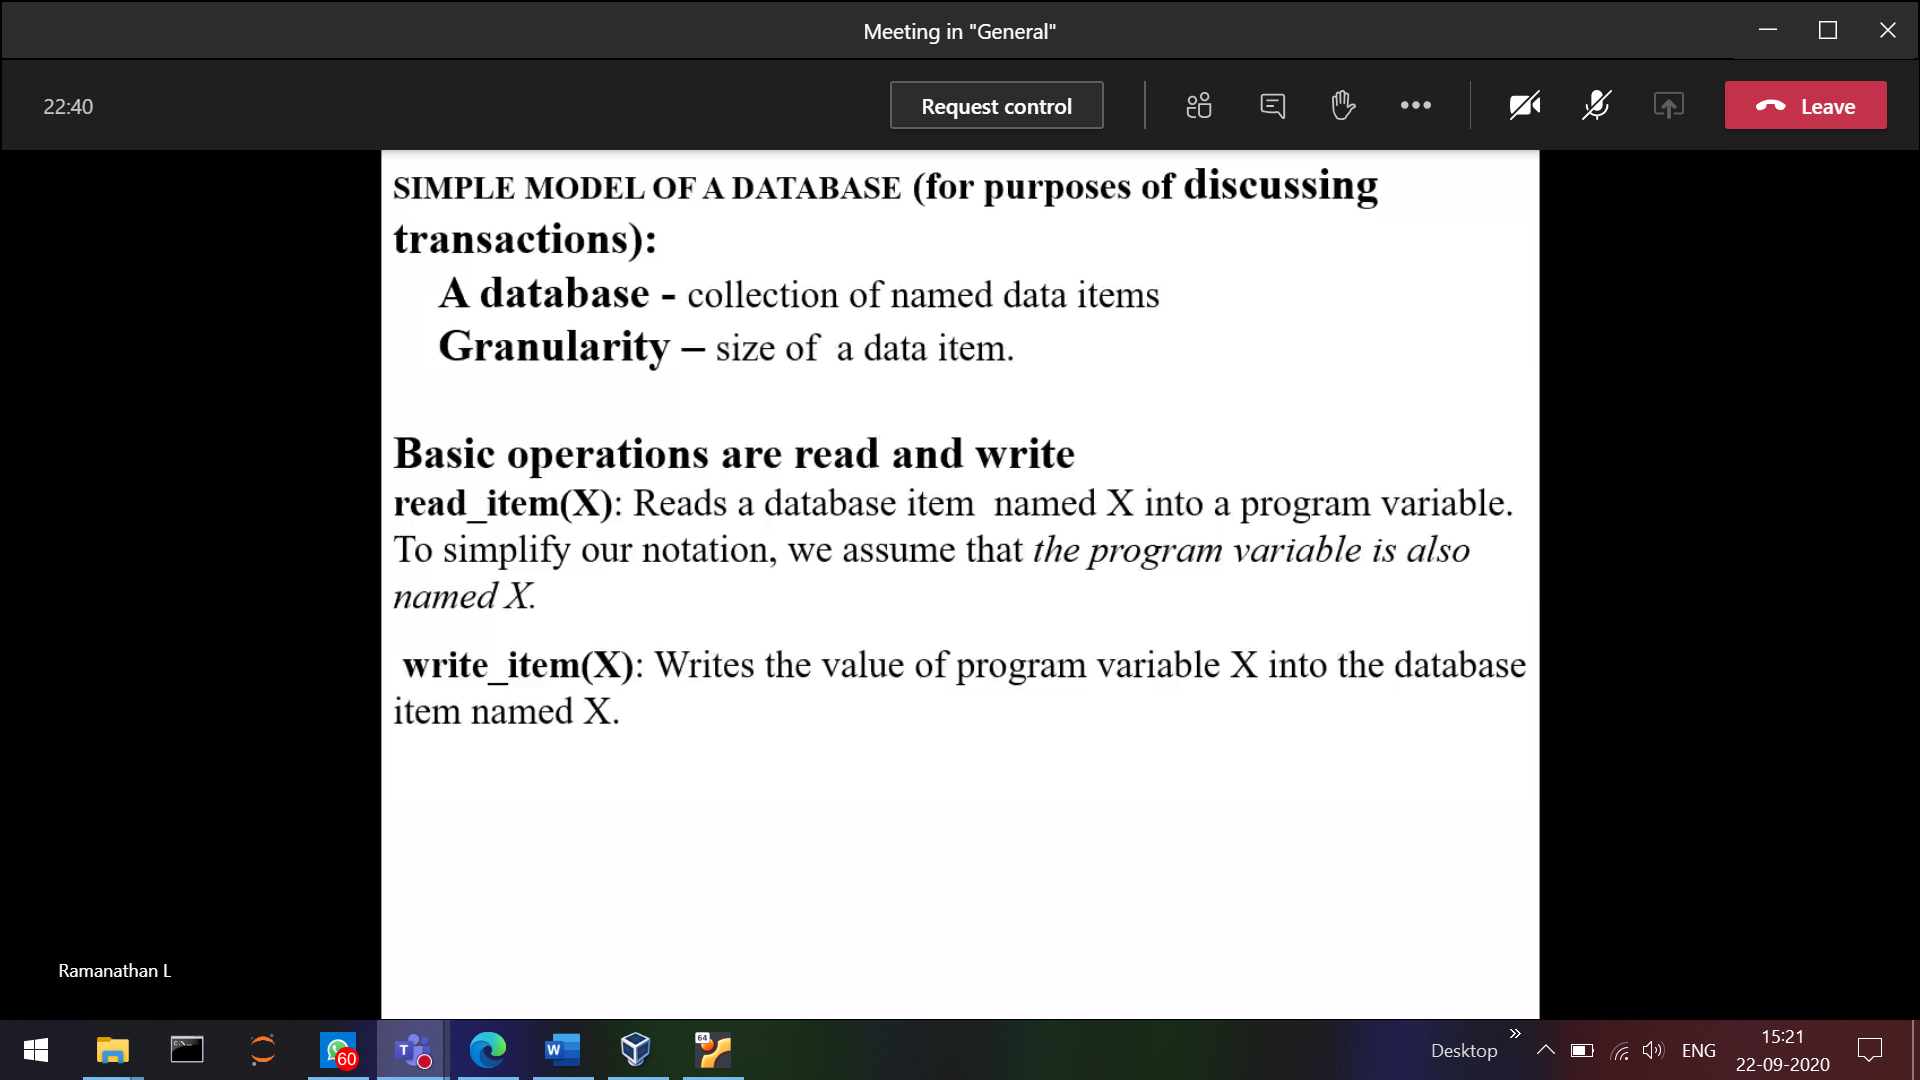 Meeting in "General"
22:40
Request control
Leave
SIMPLE MODEL OF A DATABASE (for purposes of discussing
transactions):
A database - collection of named data items
Granularity – size of a data item.
Basic operations are read and write
read_item(X): Reads a database item named X into a program variable.
To simplify our notation, we assume that the program variable is also
named X.
write_item(X): Writes the value of program variable X into the database
item named X.
Ramanathan L
60
T
W
64
Desktop
ENG
15:21
22-09-2020